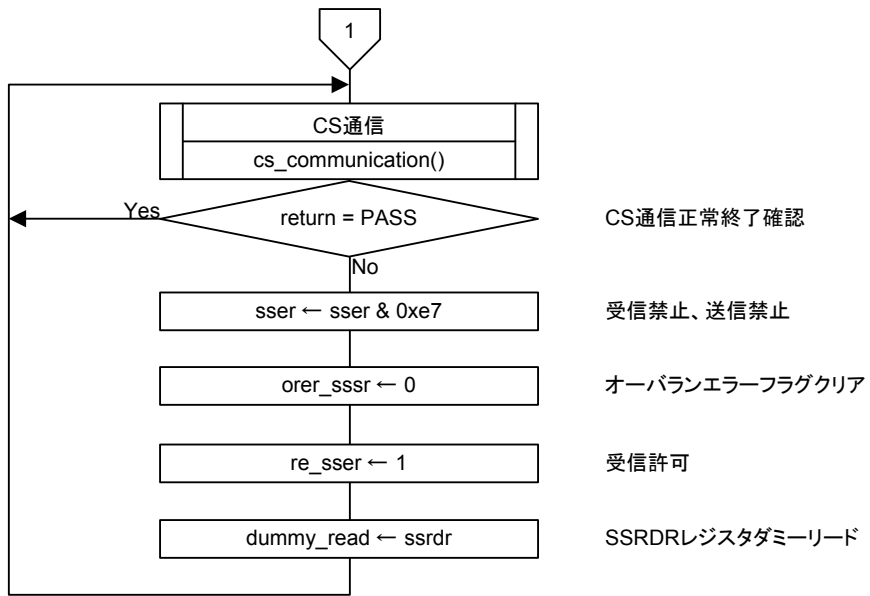 1
CS通信
cs_communication()
Yes
return = PASS
CS通信正常終了確認
No
sser ← sser & 0xe7
受信禁止、送信禁止
orer_sssr ← 0
オーバランエラーフラグクリア
re_sser ← 1
受信許可
dummy_read ← ssrdr
SSRDRレジスタダミーリード